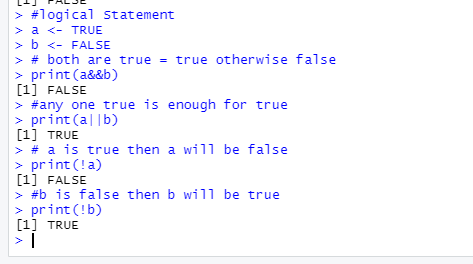 [1] FALSE
> #logical Statement
> a <- TRUE
> b <- FALSE
> # both are true = true otherwise false
> print(a&&b)
[1] FALSE
> #any one true is enough for true
> print(a||b)
[1] TRUE
> # a is true then a will be false
> print(!a)
[1] FALSE
> #b is false then b will be true
> print(!b)
[1] TRUE
>